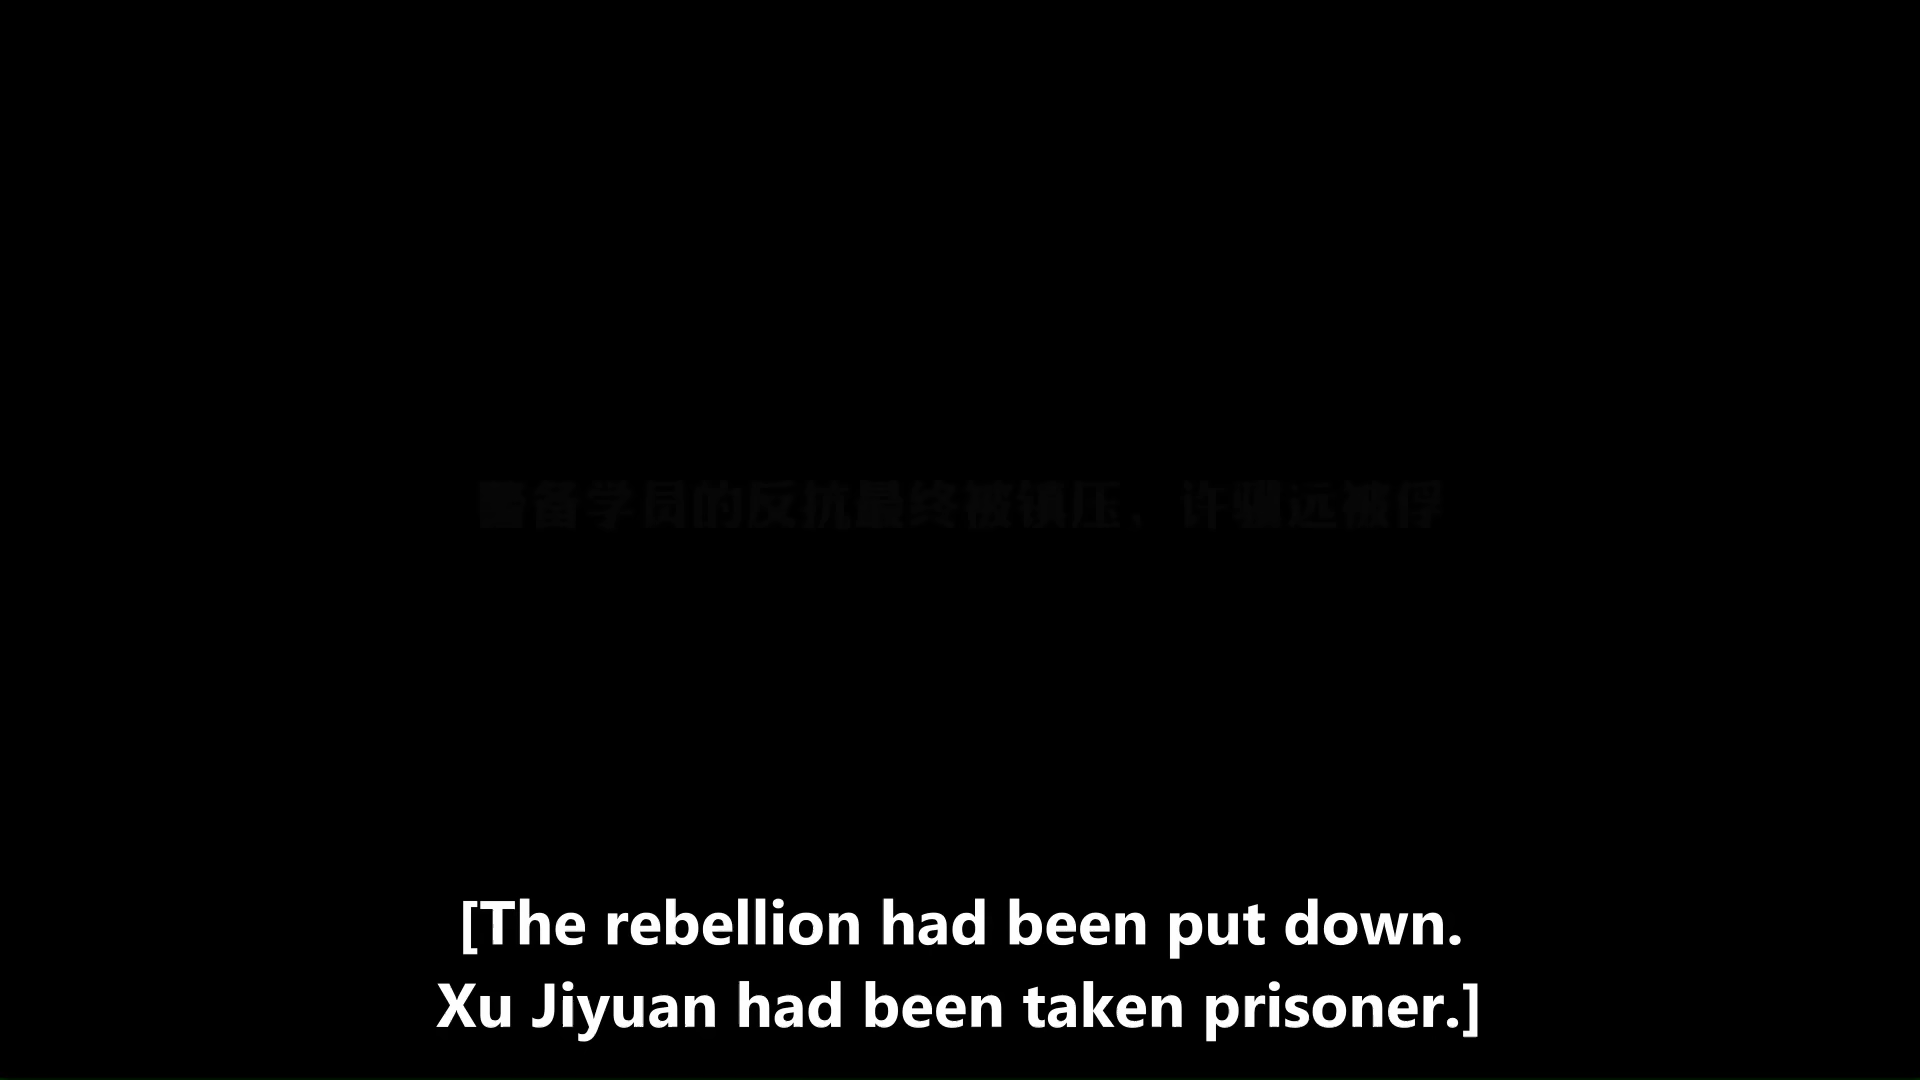 警备学员的反抗最终被镇压、许骥远被俘
[The rebellion had been put down.
Xu Jiyuan had been taken prisoner.]